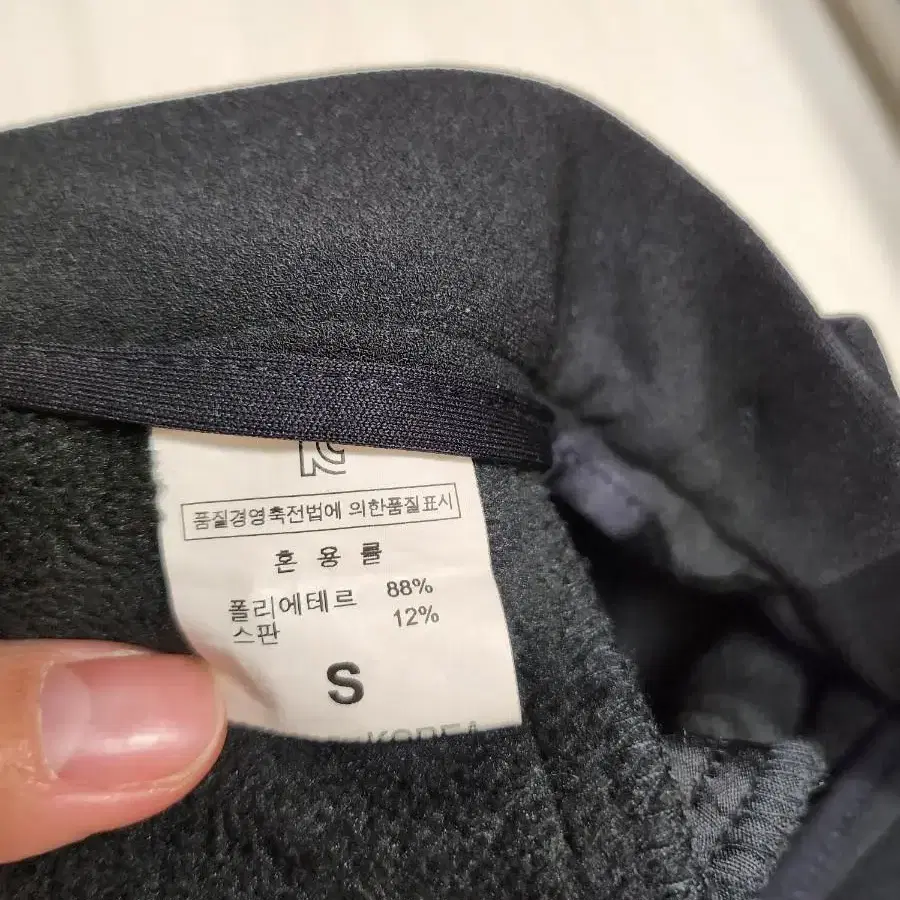 품질경영축전법에 의한품질표시
혼 용 률
폴리에테르 88%
스판 12%
S
KOREA